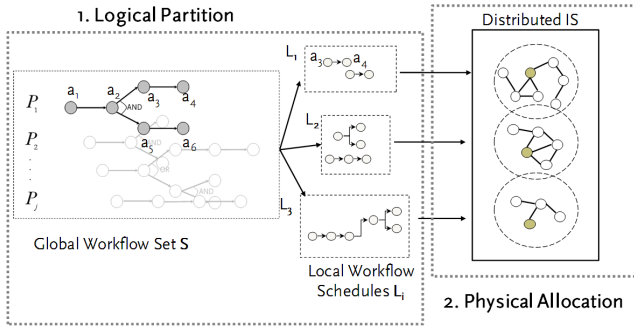 1. Logical Partition
Distributed IS
L1
a3 a4
a1 a2
a3 a4
AND
P1
L2
P2
AND
a5 a6
OR
AND
Pj
L3
Global Workflow Set S
Local Workflow
Schedules Li
2. Physical Allocation